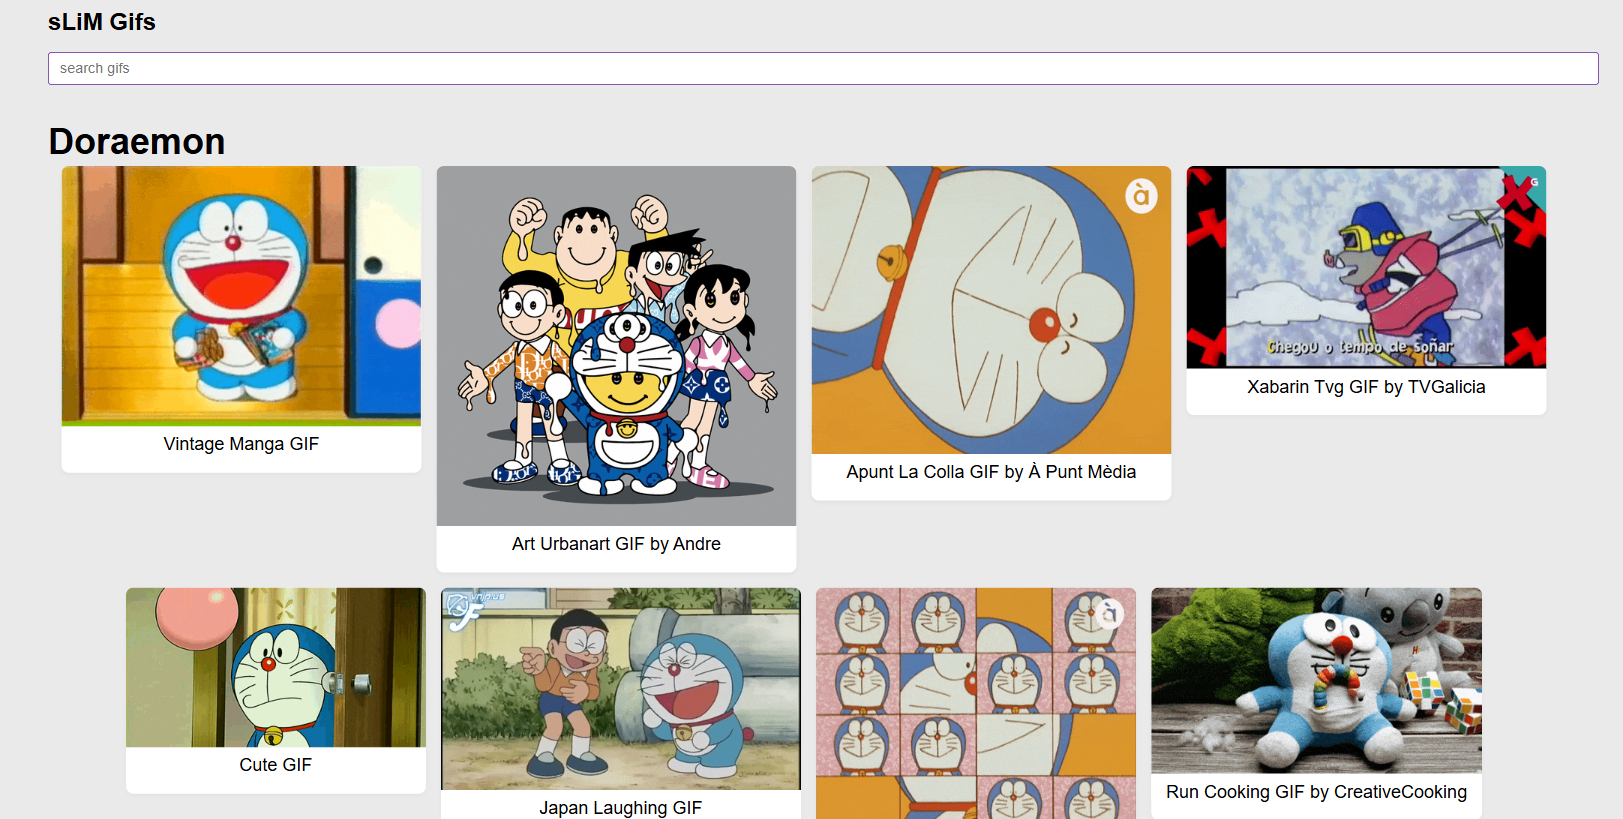 sLiM Gifs
search gifs
Doraemon
à
G
Chegou o tempo de soñar
Vintage Manga GIF
Art Urbanart GIF by Andre
Apunt La Colla GIF by À Punt Mèdia
Xabarin Tvg GIF by TVGalicia
vnjp.us
à
Cute GIF
Japan Laughing GIF
Run Cooking GIF by CreativeCooking